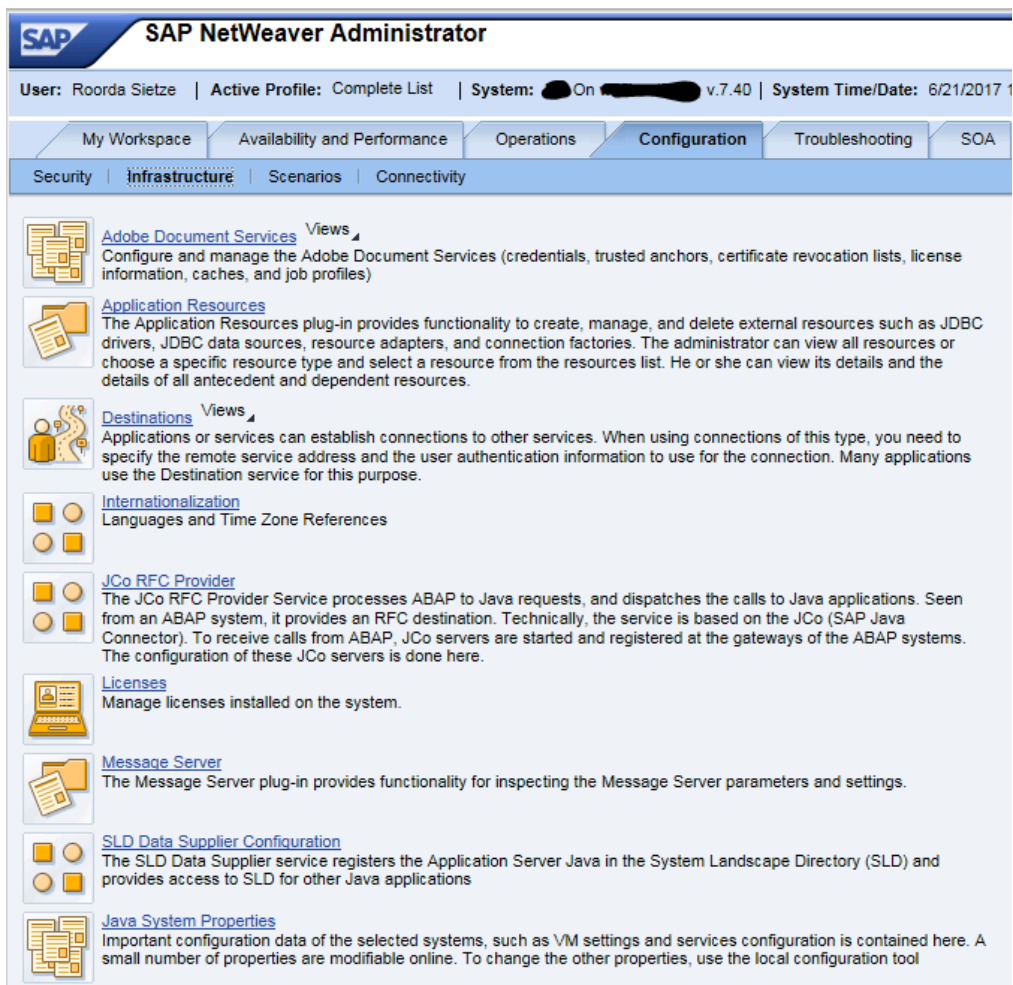 SAP
SAP NetWeaver Administrator
User: Roorda Sietze | Active Profile: Complete List | System: On v.7.40 | System Time/Date: 6/21/2017 1
My Workspace Availability and Performance Operations Configuration Troubleshooting SOA
Security | Infrastructure | Scenarios | Connectivity
Adobe Document Services Views
Configure and manage the Adobe Document Services (credentials, trusted anchors, certificate revocation lists, license
information, caches, and job profiles)
Application Resources
The Application Resources plug-in provides functionality to create, manage, and delete external resources such as JDBC
drivers, JDBC data sources, resource adapters, and connection factories. The administrator can view all resources or
choose a specific resource type and select a resource from the resources list. He or she can view its details and the
details of all antecedent and dependent resources.
Destinations Views
Applications or services can establish connections to other services. When using connections of this type, you need to
specify the remote service address and the user authentication information to use for the connection. Many applications
use the Destination service for this purpose.
Internationalization
Languages and Time Zone References
JCo RFC Provider
The JCo RFC Provider Service processes ABAP to Java requests, and dispatches the calls to Java applications. Seen
from an ABAP system, it provides an RFC destination. Technically, the service is based on the JCo (SAP Java
Connector). To receive calls from ABAP, JCo servers are started and registered at the gateways of the ABAP systems.
The configuration of these JCo servers is done here.
Licenses
Manage licenses installed on the system.
Message Server
The Message Server plug-in provides functionality for inspecting the Message Server parameters and settings.
SLD Data Supplier Configuration
The SLD Data Supplier service registers the Application Server Java in the System Landscape Directory (SLD) and
provides access to SLD for other Java applications
Java System Properties
Important configuration data of the selected systems, such as VM settings and services configuration is contained here. A
small number of properties are modifiable online. To change the other properties, use the local configuration tool